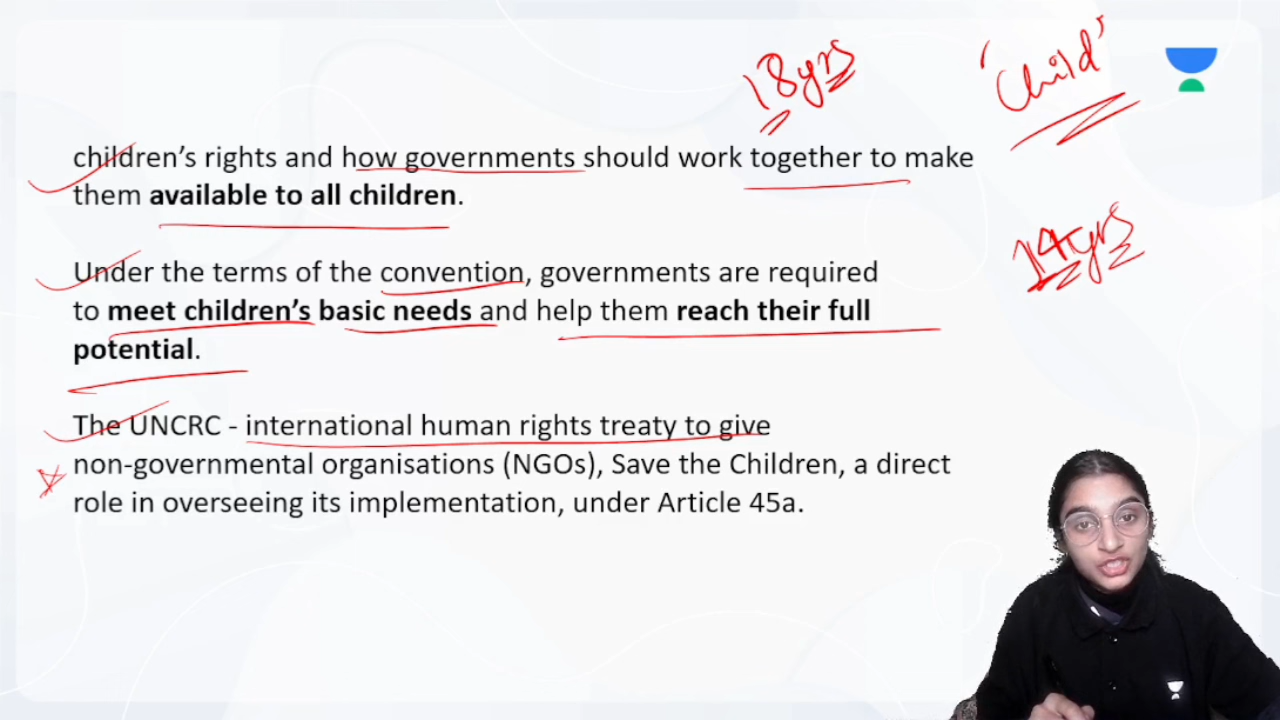 18yrs
'Child'
children's rights and how governments should work together to make
them available to all children.
14yrs
Under the terms of the convention, governments are required
to meet children's basic needs and help them reach their full
potential.
The UNCRC - international human rights treaty to give
non-governmental organisations (NGOs), Save the Children, a direct
role in overseeing its implementation, under Article 45a.